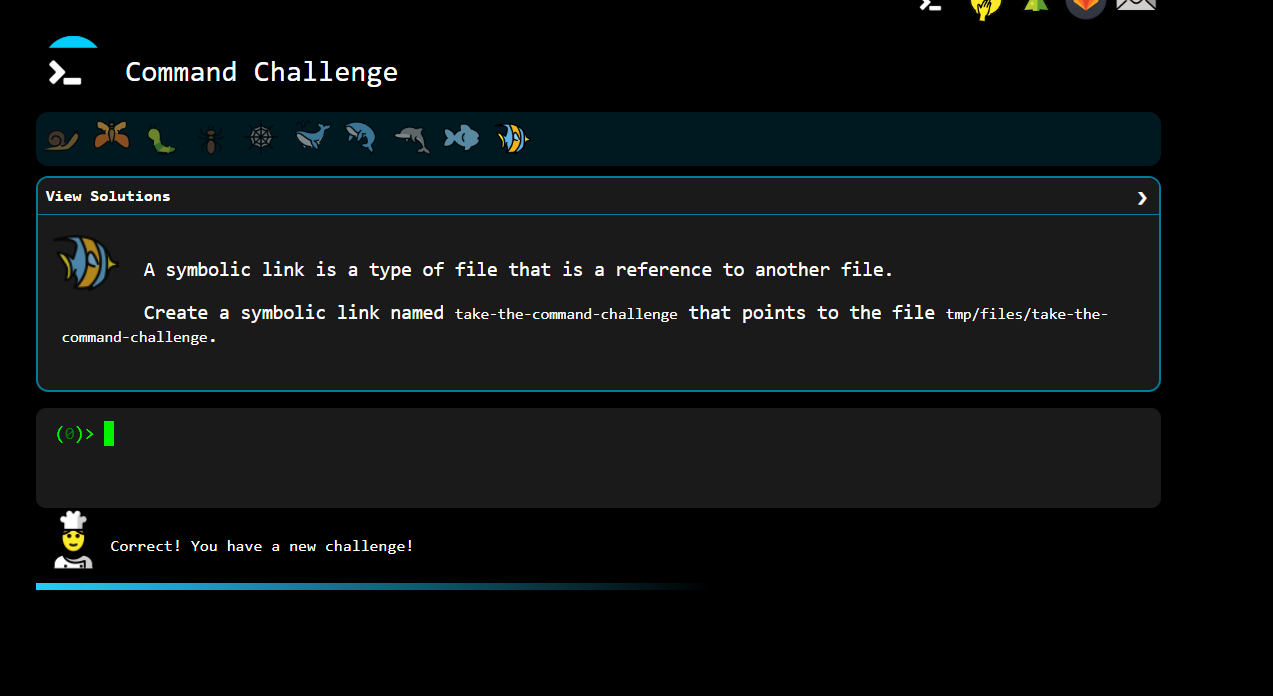 Command Challenge
View Solutions
A symbolic link is a type of file that is a reference to another file.
Create a symbolic link named take-the-command-challenge that points to the file tmp/files/take-the-
command-challenge.
(0)>
Correct! You have a new challenge!